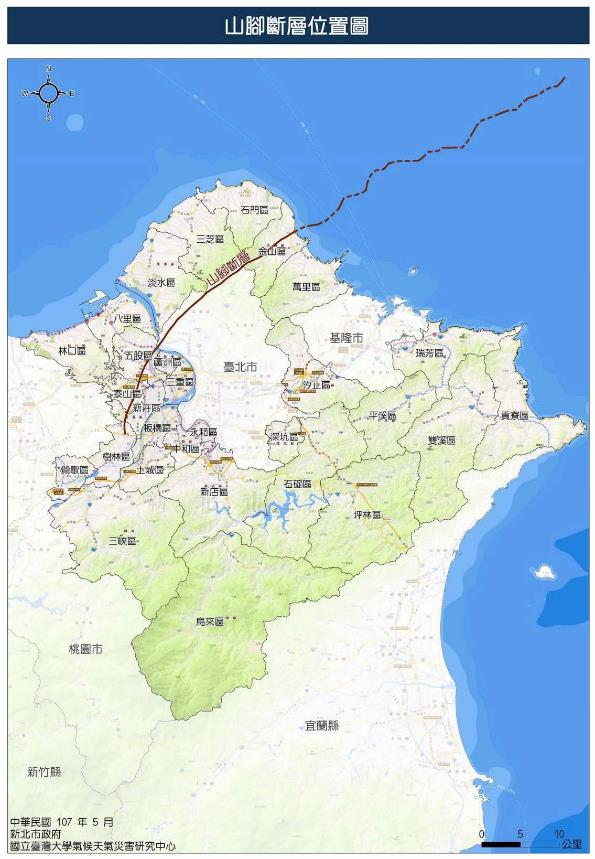 山腳斷層位置圖
N
W
E
S
石門區
三芝區
金山區
山腳斷層
淡水區
萬里區
八里區
基隆市
林口區
五股區
蘆洲區
瑞芳區
臺北市
三重區
汐止區
泰山區
新莊區
平溪區
貢寮區
板橋區
永和區
深坑區
雙溪區
中和區
樹林區
土城區
鶯歌區
石碇區
新店區
坪林區
三峽區
烏來區
桃園市
宜蘭縣
新竹縣
中華民國 107 年 5 月
新北市政府
國立臺灣大學氣候天氣災害研究中心
0 5 10
公里